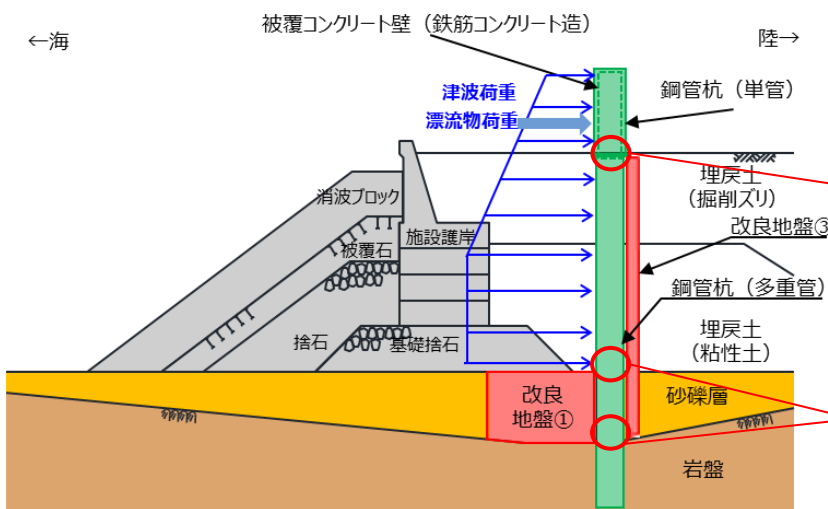 被覆コンクリート壁（鉄筋コンクリート造）
←海
陸→
津波荷重
鋼管杭（単管）
漂流物荷重
消波ブロック
埋戻土
（掘削ズリ）
施設護岸
改良地盤③
被覆石
鋼管杭（多重管）
捨石
基礎捨石
埋戻土
（粘性土）
改良
地盤①
砂礫層
岩盤